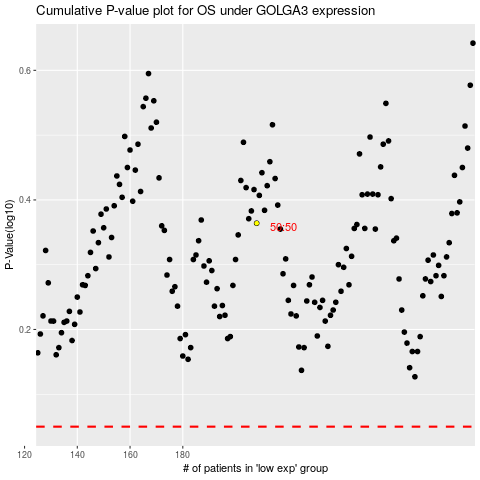 Cumulative P-value plot for OS under GOLGA3 expression
P-Value(log10)
0.6
0.4
0.2
50:50
120 140 160 180
# of patients in 'low exp' group